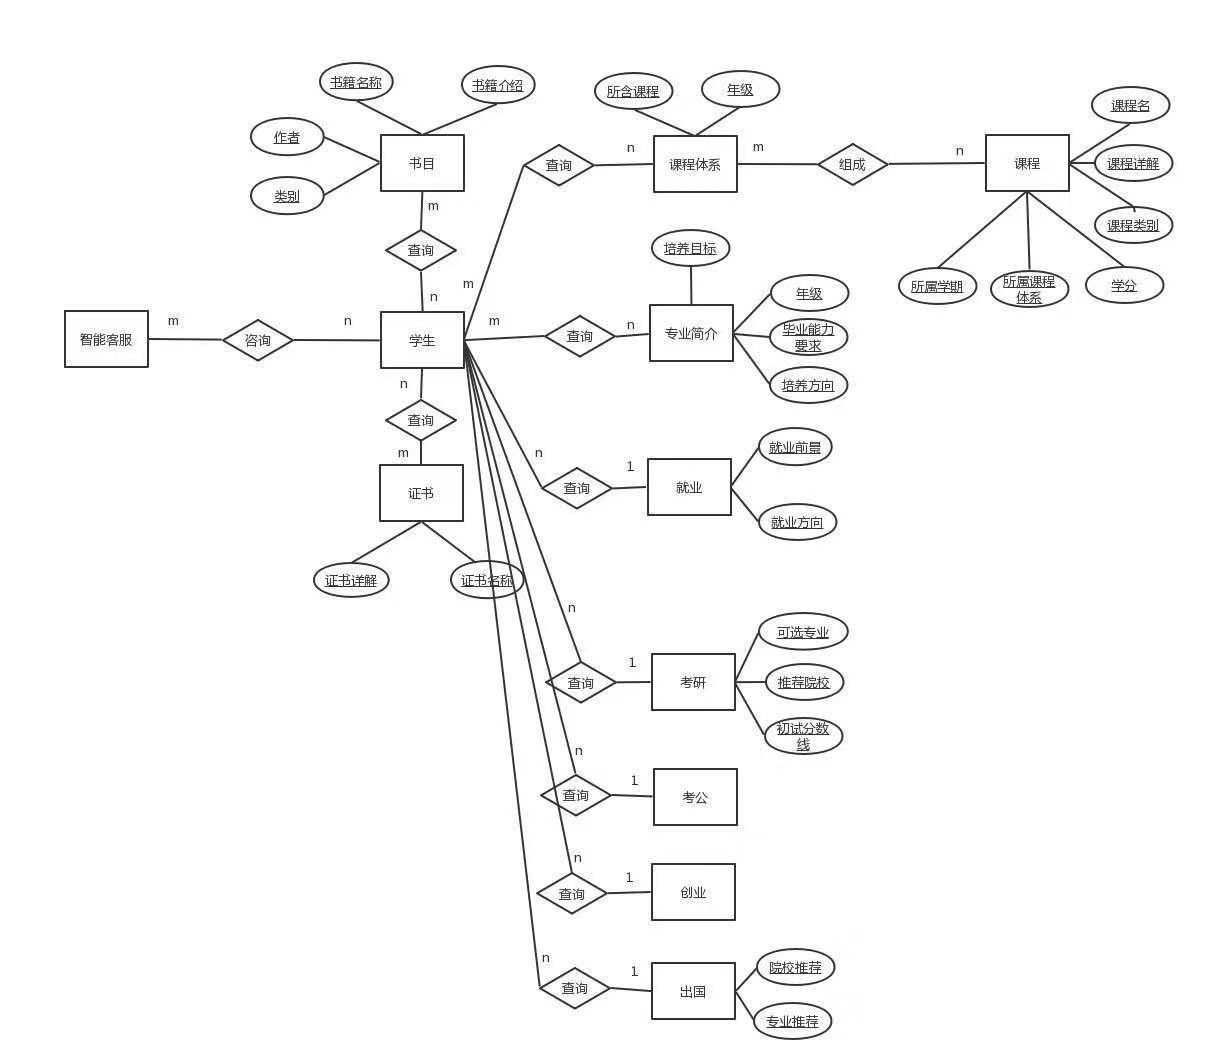 书籍名称
书籍介绍
所含课程
年级
课程名
作者
书目
查询
n
课程体系
m
组成
n
课程
课程详解
类别
m
课程类别
查询
培养目标
所属学期
所属课程
体系
学分
m
n
年级
智能客服
m
咨询
n
学生
m
查询
n
专业简介
毕业能力
要求
n
培养方向
查询
m
n
1
就业前景
证书
查询
就业
就业方向
证书详解
证书名称
n
1
可选专业
查询
考研
推荐院校
初试分数
线
n
1
查询
考公
n
1
查询
创业
n
1
院校推荐
查询
出国
专业推荐